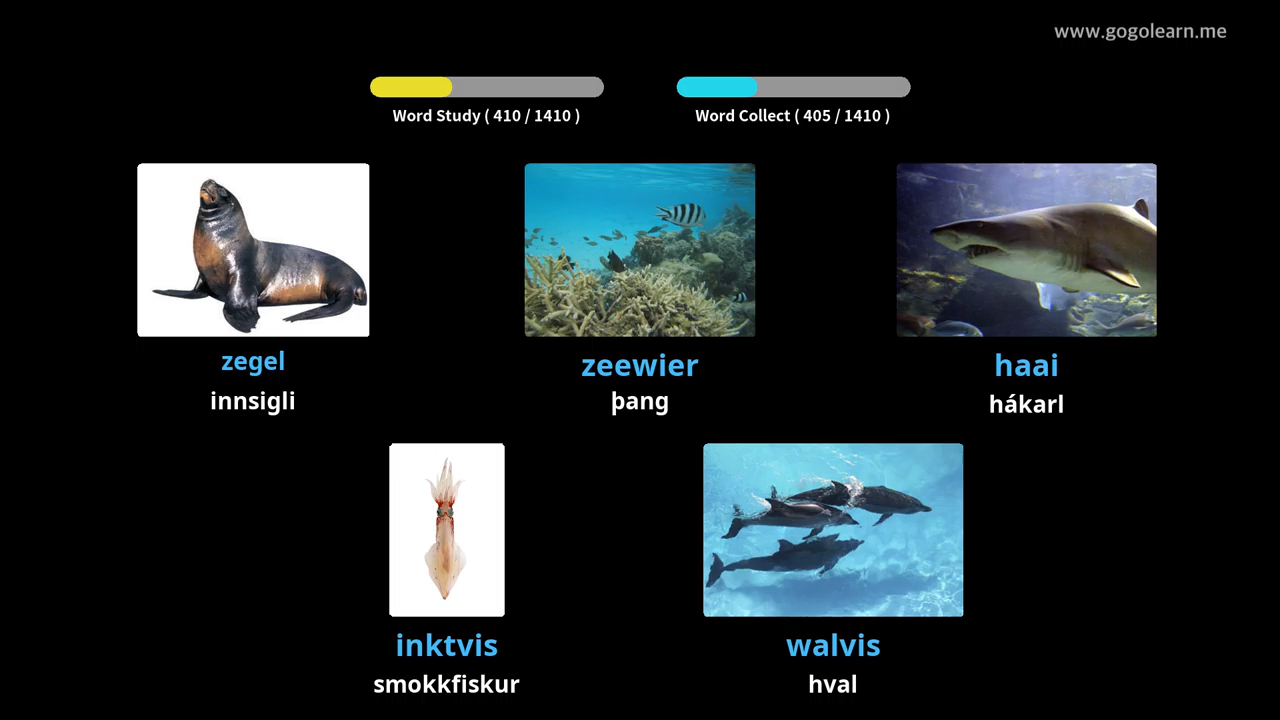 www.gogolearn.me
Word Study ( 410 / 1410 )
Word Collect ( 405 / 1410 )
zegel
innsigli
zeewier
þang
haai
hákarl
inktvis
smokkfiskur
walvis
hval